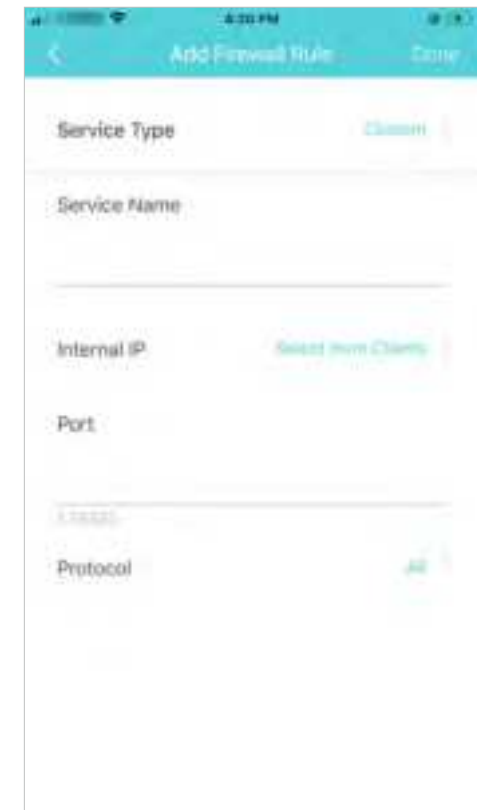 4:20 PM
Add Firewall Rule Done
Service Type Custom
Service Name
Internal IP Select from Clients
Port
Protocol All